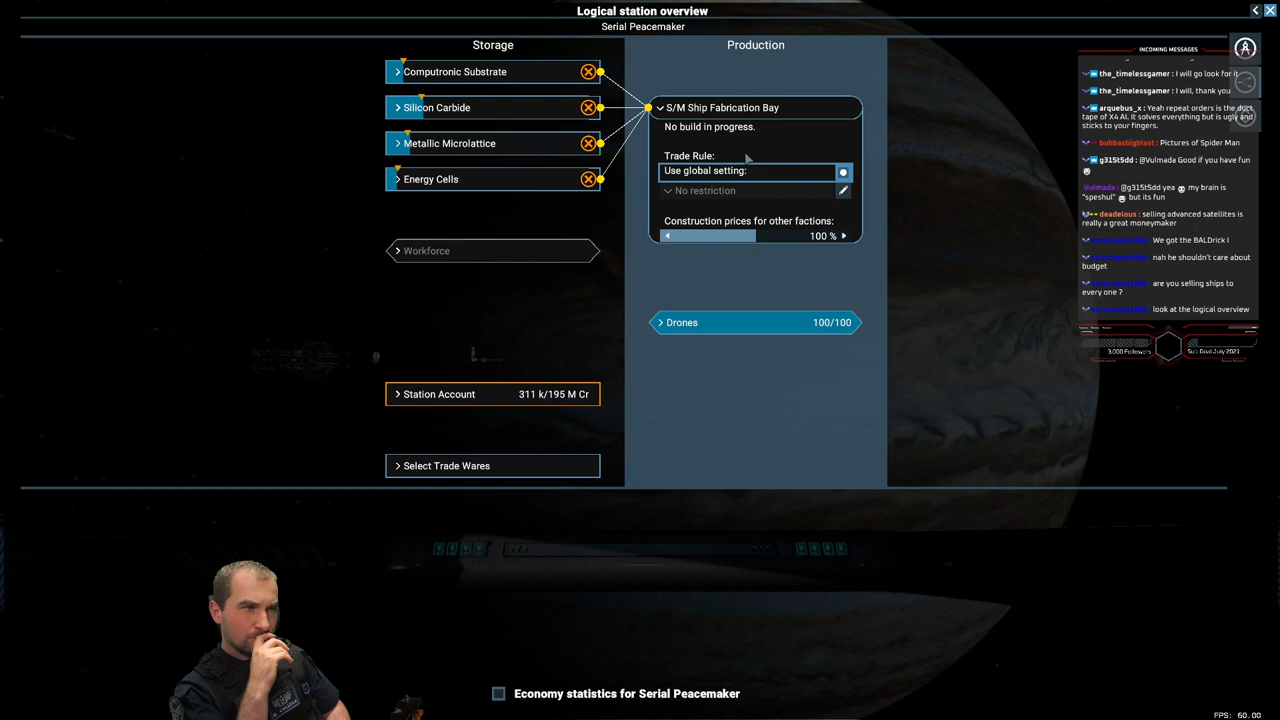 Logical station overview
Serial Peacemaker
Storage
Production
Computronic Substrate
Silicon Carbide
Metallic Microlattice
Energy Cells
Workforce
Station Account 311 k/195 M Cr
Select Trade Wares
S/M Ship Fabrication Bay
No build in progress.
Trade Rule:
Use global setting:
No restriction
Construction prices for other factions:
100 %
Drones 100/100
INCOMING MESSAGES
the_timelessgamer : I will go look for it
the_timelessgamer : I will, thank you
arquebus_x : Yeah repeat orders is the duct
tape of X4 AI. it solves everything but is ugly and
sticks to your fingers.
bubbasbigblast : Pictures of Spider Man
g315t5dd : @Vulmada Good if you have fun
Vulmada : @g315t5dd yea my brain is
"speshul" but its fun
deadelous : selling advanced satellites is
really a great moneymaker
We got the BALDrick !
nah he shouldn't care about
budget
are you selling ships to
every one ?
look at the logical overview
3,000 Followers
Sub Goal July 2021
Economy statistics for Serial Peacemaker
FPS: 60.00